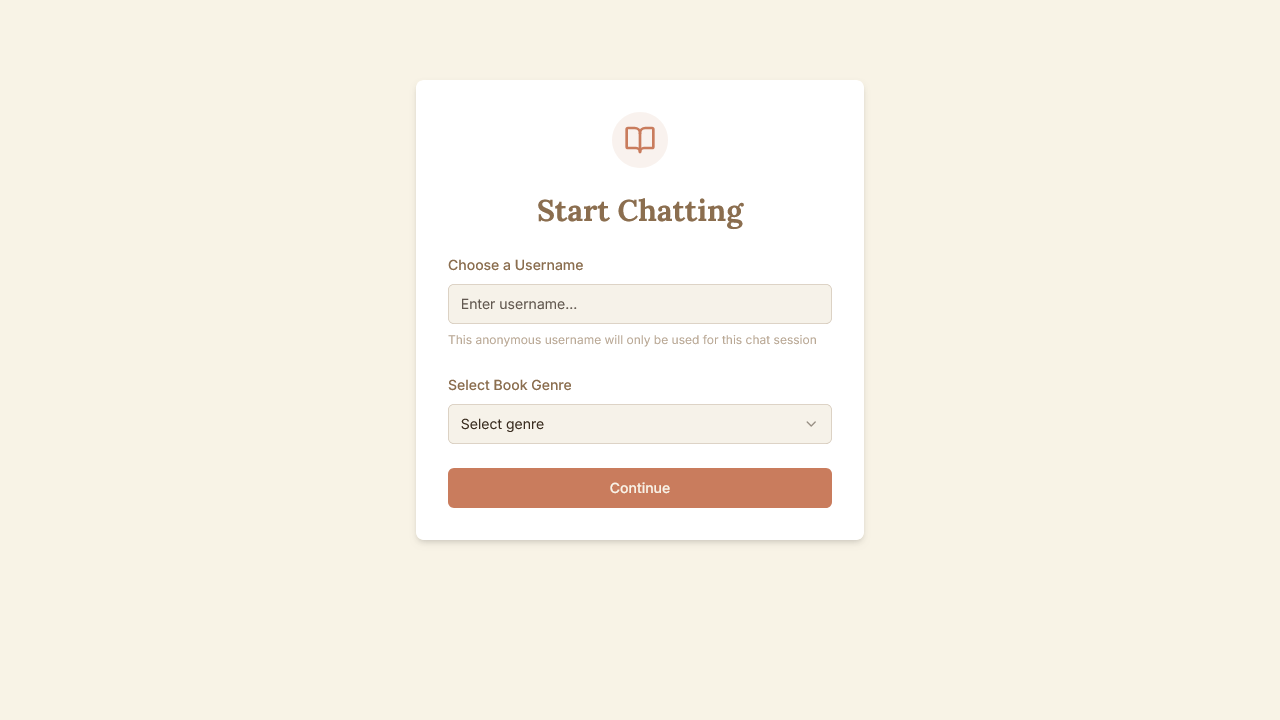 Start Chatting
Choose a Username
Enter username...
This anonymous username will only be used for this chat session
Select Book Genre
Select genre
Continue